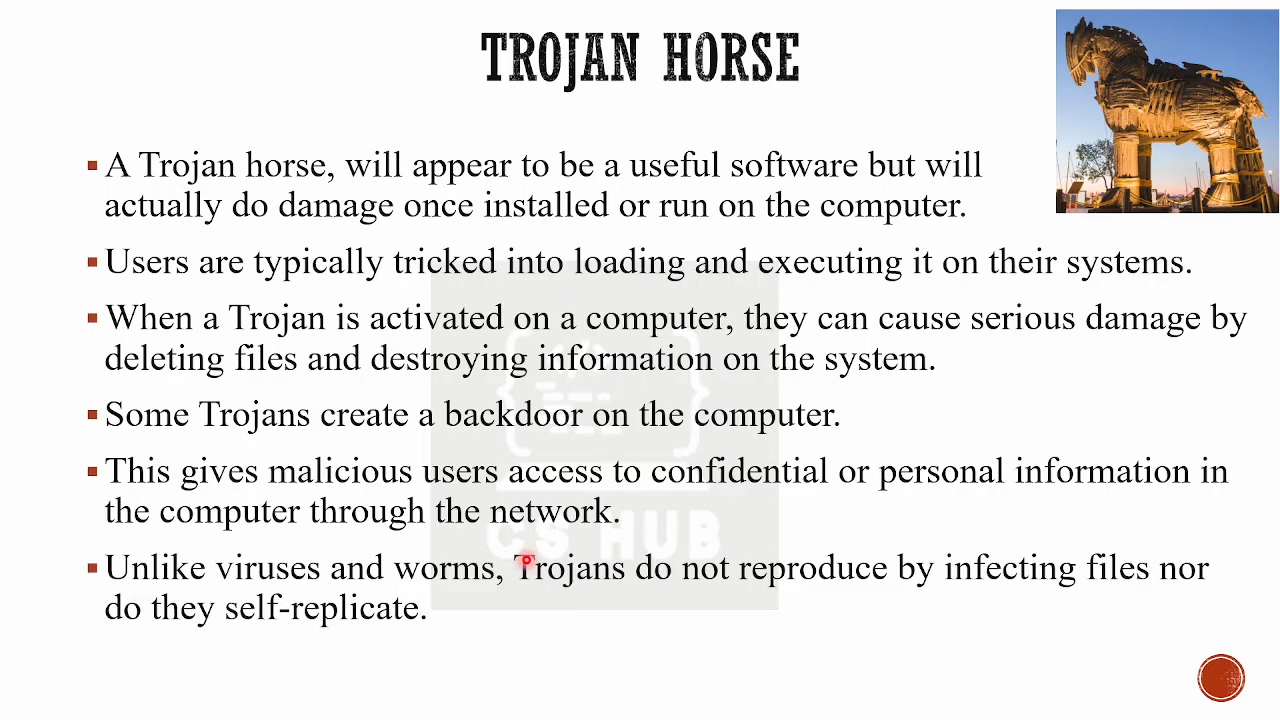 TROJAN HORSE
A Trojan horse, will appear to be a useful software but will
actually do damage once installed or run on the computer.
Users are typically tricked into loading and executing it on their systems.
When a Trojan is activated on a computer, they can cause serious damage by
deleting files and destroying information on the system.
Some Trojans create a backdoor on the computer.
This gives malicious users access to confidential or personal information in
the computer through the network.
CS HUB
Unlike viruses and worms, Trojans do not reproduce by infecting files nor
do they self-replicate.